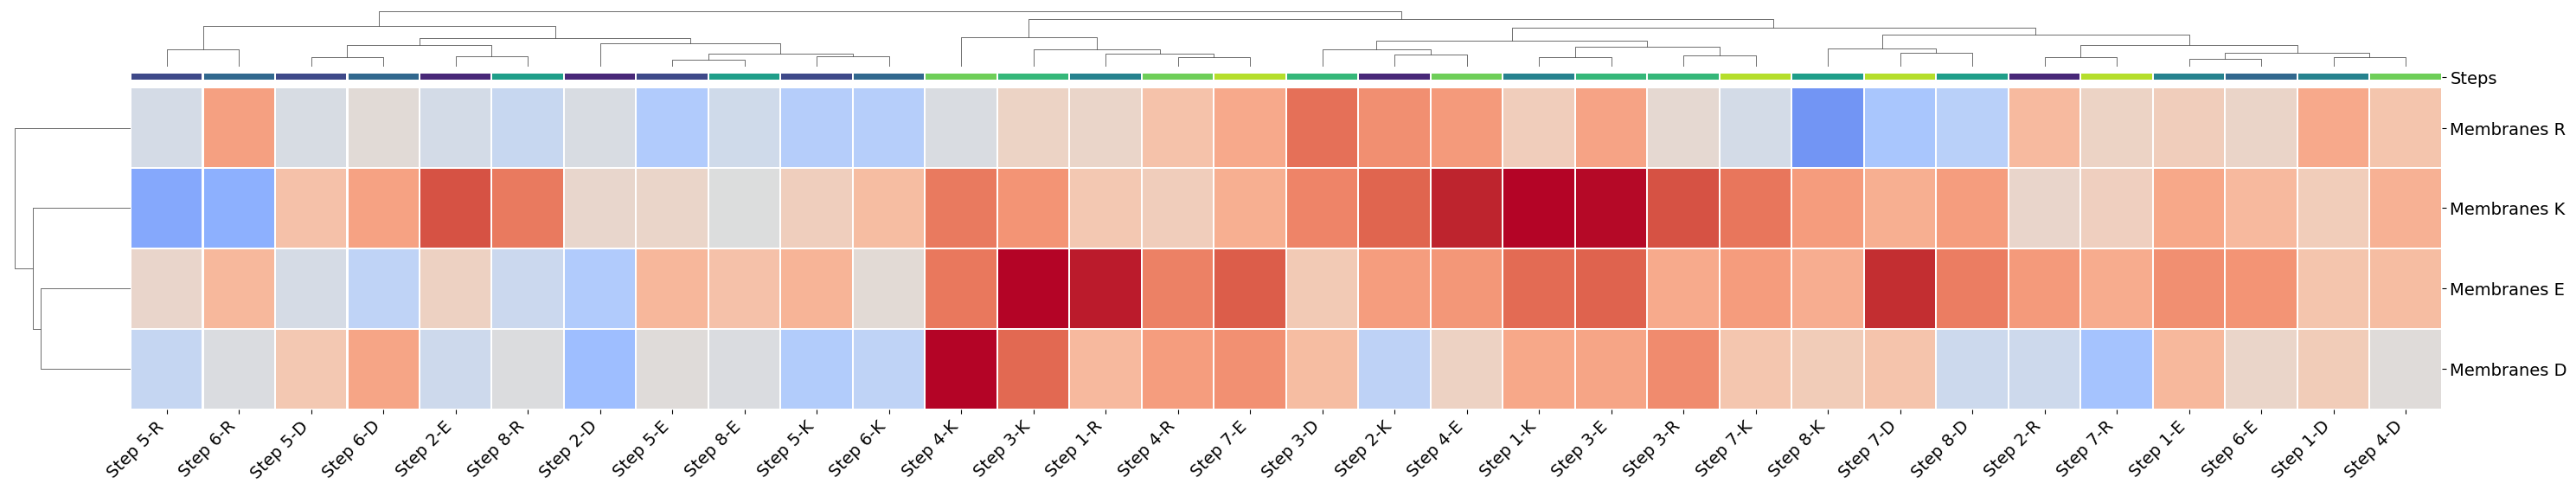 Steps
Membranes R
Membranes K
Membranes E
Membranes D
Step 5-R
Step 6-R
Step 5-D
Step 6-D
Step 2-E
Step 8-R
Step 2-D
Step 5-E
Step 8-E
Step 5-K
Step 6-K
Step 4-K
Step 3-K
Step 1-R
Step 4-R
Step 7-E
Step 3-D
Step 2-K
Step 4-E
Step 1-K
Step 3-E
Step 3-R
Step 7-K
Step 8-K
Step 7-D
Step 8-D
Step 2-R
Step 7-R
Step 1-E
Step 6-E
Step 1-D
Step 4-D